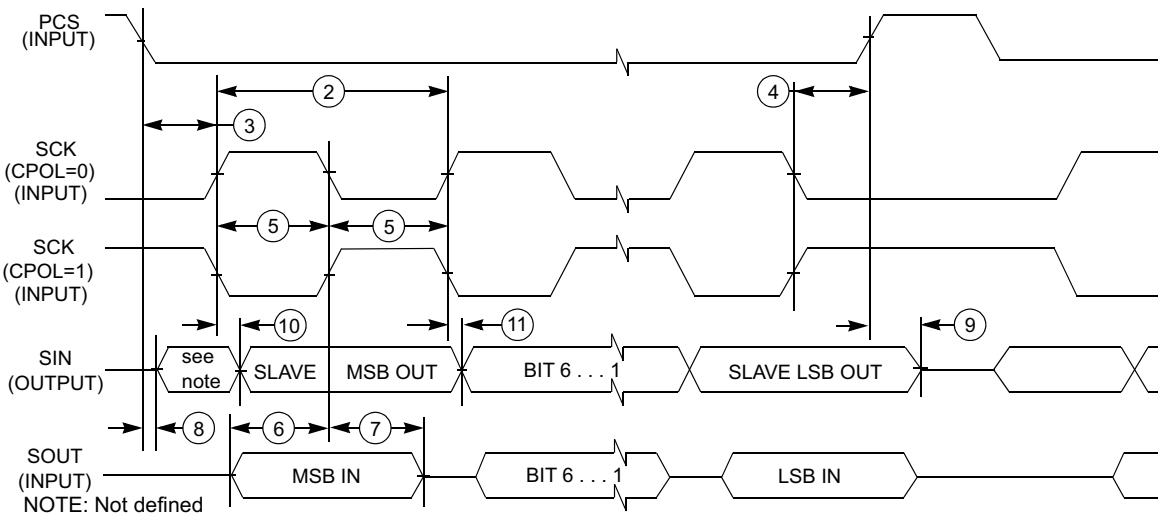 PCS
(INPUT)
2
4
3
SCK
(CPOL=0)
(INPUT)
5
5
SCK
(CPOL=1)
(INPUT)
10
11
9
SIN
(OUTPUT)
see
note
SLAVE
MSB OUT
BIT 6 . . . 1
SLAVE LSB OUT
8
6
7
SOUT
(INPUT)
MSB IN
BIT 6 . . . 1
LSB IN
NOTE: Not defined